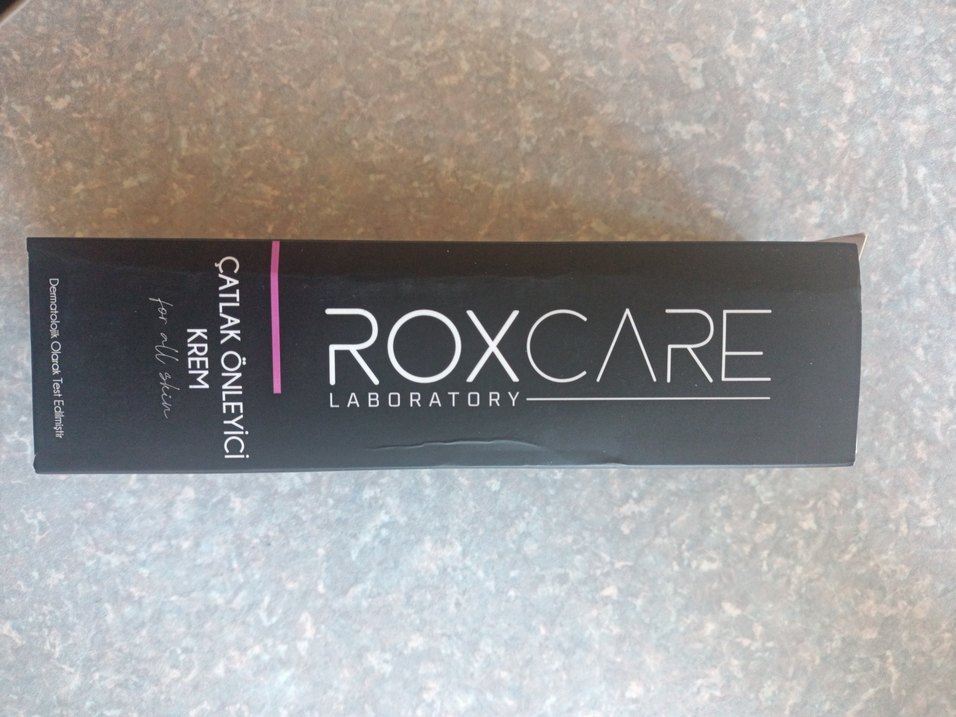 ROXCARE
LABORATORY
ÇATLAK ÖNLEYİCİ
KREM
for all skin
Dermatolojik Olarak Test Edilmiştir